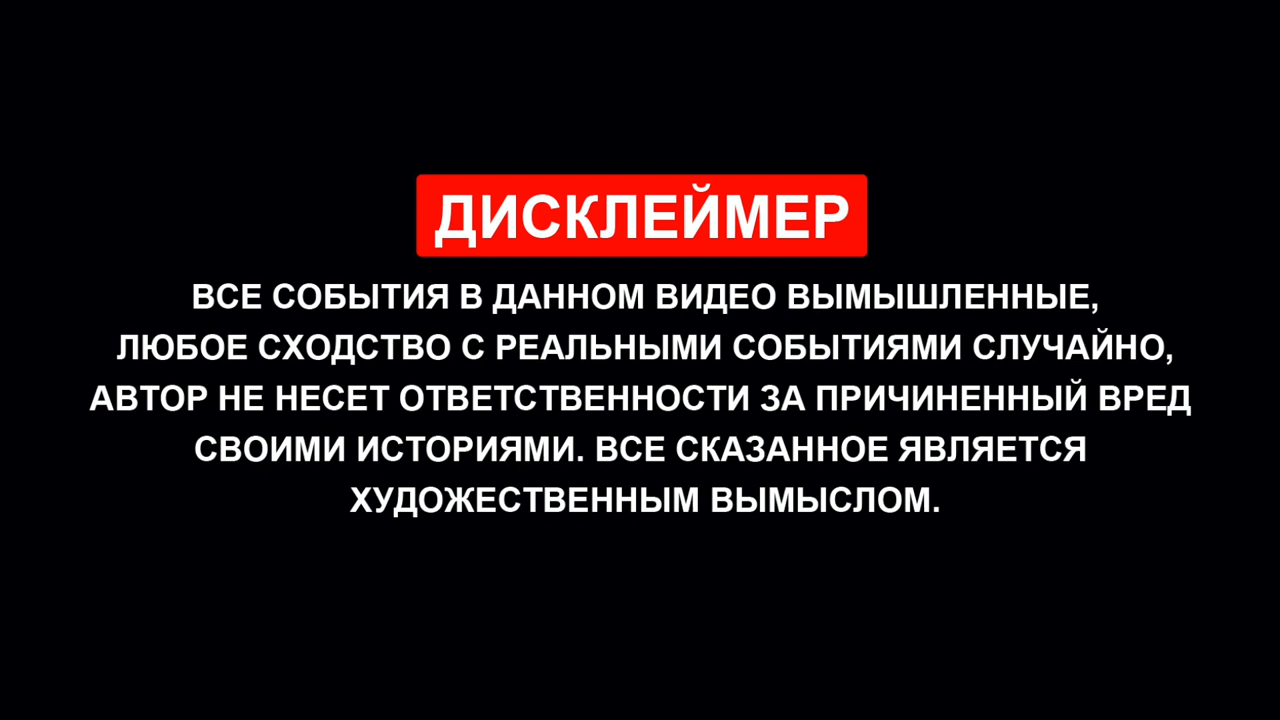 ДИСКЛЕЙМЕР
ВСЕ СОБЫТИЯ В ДАННОМ ВИДЕО ВЫМЫШЛЕННЫЕ,
ЛЮБОЕ СХОДСТВО С РЕАЛЬНЫМИ СОБЫТИЯМИ СЛУЧАЙНО,
АВТОР НЕ НЕСЕТ ОТВЕТСТВЕННОСТИ ЗА ПРИЧИНЕННЫЙ ВРЕД
СВОИМИ ИСТОРИЯМИ. ВСЕ СКАЗАННОЕ ЯВЛЯЕТСЯ
ХУДОЖЕСТВЕННЫМ ВЫМЫСЛОМ.